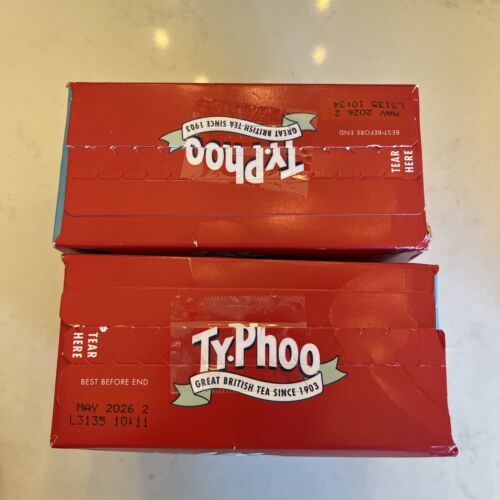 MAY 2026 2
L3135 10:34
BEST-BEFORE END
TEAR
HERE
TY·PHOO
GREAT BRITISH TEA SINCE 1903
TEAR
HERE
TY·PHOO
GREAT BRITISH TEA SINCE 1903
BEST BEFORE END
MAY 2026 2
L3135 10:11